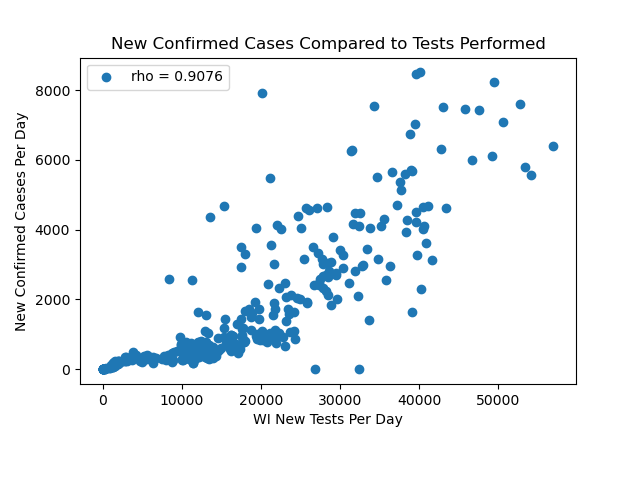 New Confirmed Cases Compared to Tests Performed
rho = 0.9076
New Confirmed Caeses Per Day
8000
6000
4000
2000
0
0 10000 20000 30000 40000 50000
WI New Tests Per Day